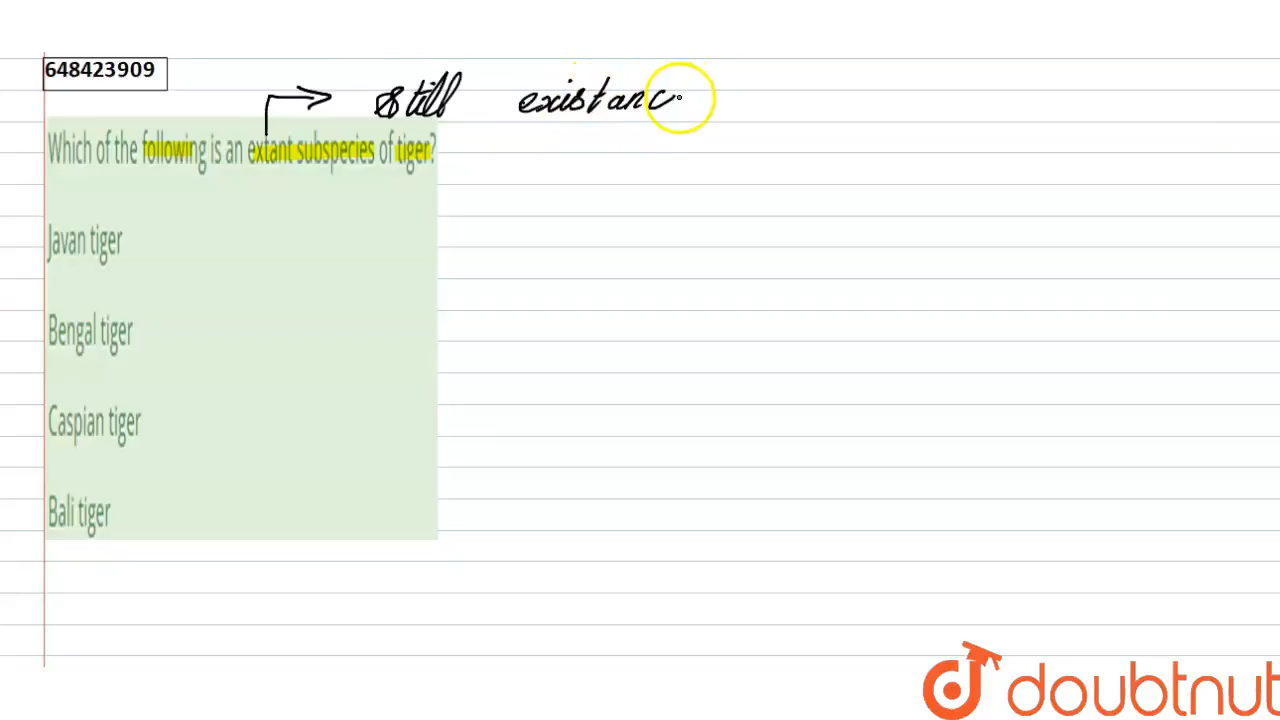 648423909
still existanc
Which of the following is an extant subspecies of tiger?
Javan tiger
Bengal tiger
Caspian tiger
Bali tiger
doubtnut